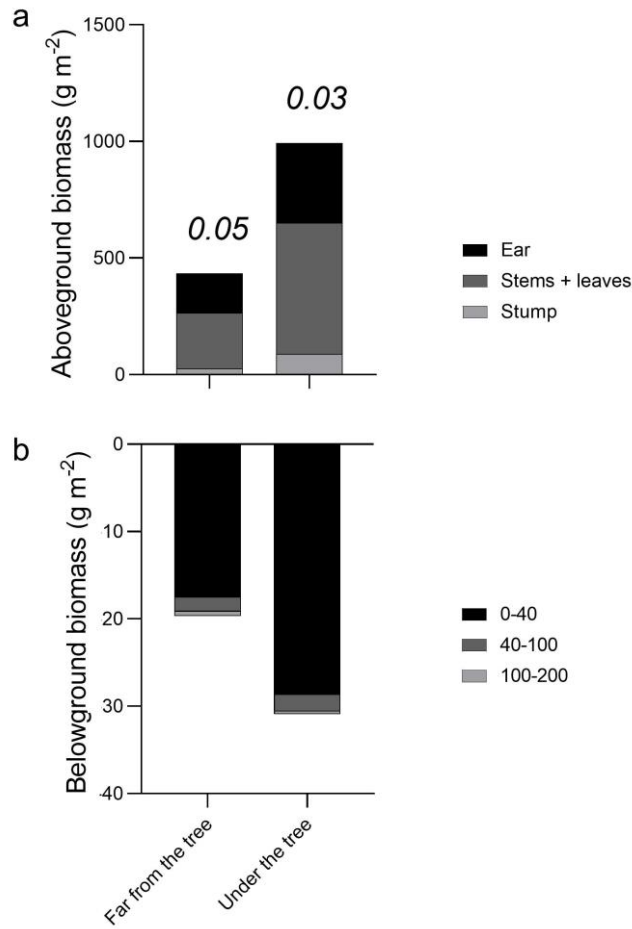 a
Aboveground biomass (g m-2)
1500
1000
500
0
0.05
0.03
Ear
Stems + leaves
Stump
b
Belowground biomass (g m-2)
0
10
20
30
40
0-40
40-100
100-200
Far from the tree
Under the tree